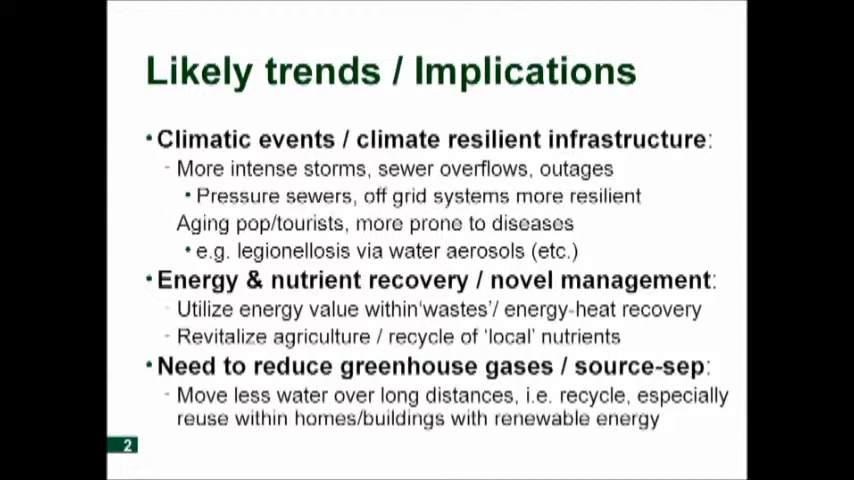 Likely trends / Implications
•Climatic events / climate resilient infrastructure:
- More intense storms, sewer overflows, outages
•Pressure sewers, off grid systems more resilient
Aging pop/tourists, more prone to diseases
•e.g. legionellosis via water aerosols (etc.)
•Energy & nutrient recovery / novel management:
- Utilize energy value within‘wastes’/ energy-heat recovery
- Revitalize agriculture / recycle of ‘local’ nutrients
•Need to reduce greenhouse gases / source-sep:
- Move less water over long distances, i.e. recycle, especially
reuse within homes/buildings with renewable energy
2